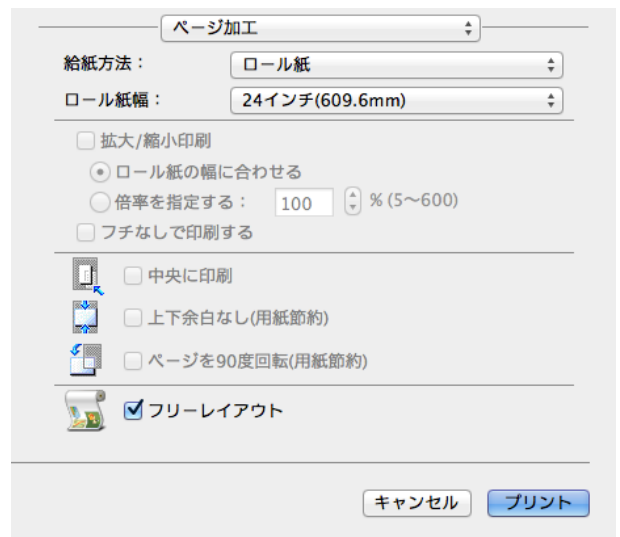 ページ加工
給紙方法： ロール紙
ロール紙幅： 24インチ(609.6mm)
拡大/縮小印刷
ロール紙の幅に合わせる
倍率を指定する： 100 % (5～600)
フチなしで印刷する
中央に印刷
上下余白なし(用紙節約)
ページを90度回転(用紙節約)
フリーレイアウト
キャンセル プリント